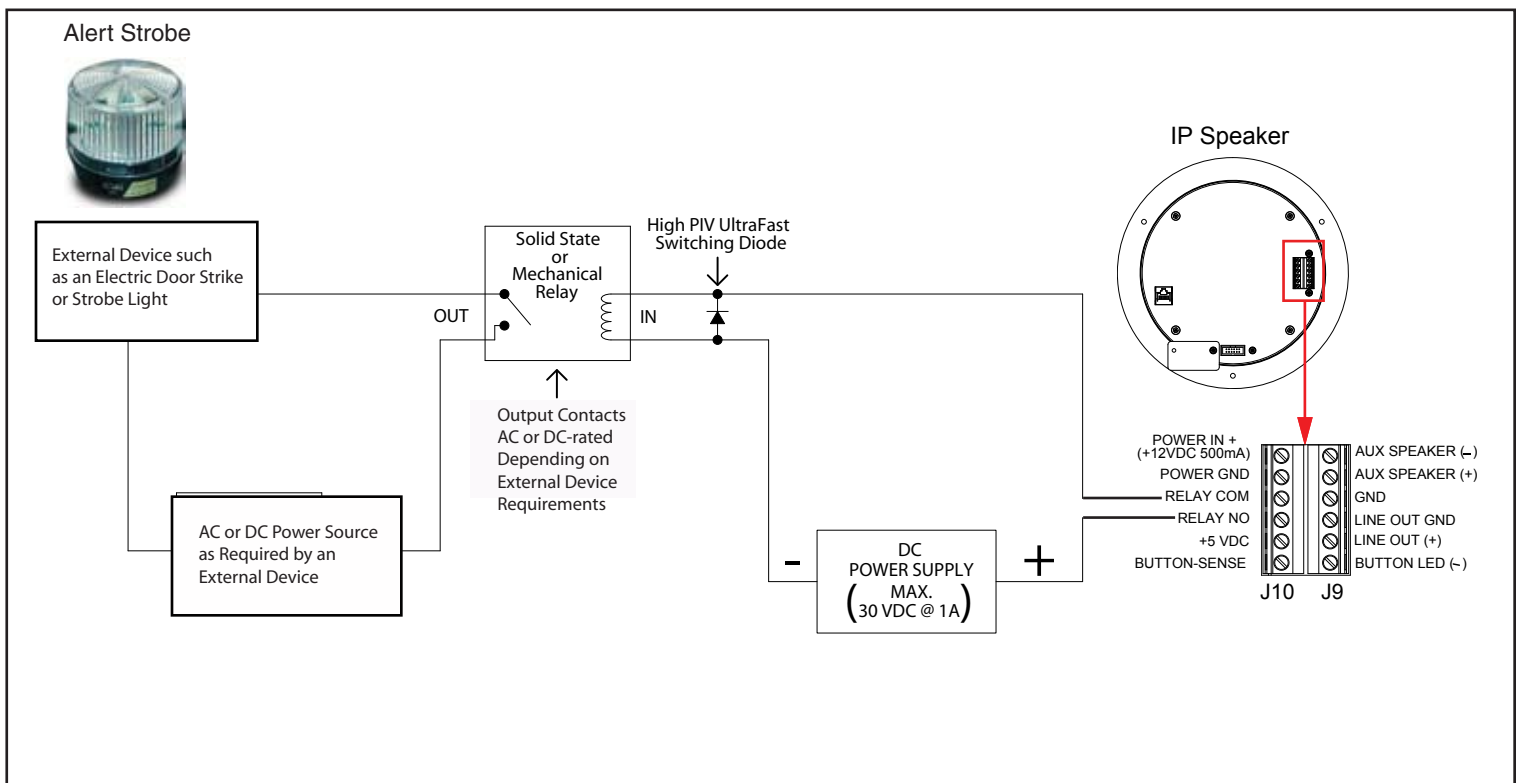 Alert Strobe
IP Speaker
High PIV UltraFast
Switching Diode
Solid State
or
Mechanical
Relay
External Device such
as an Electric Door Strike
or Strobe Light
OUT
IN
Output Contacts
AC or DC-rated
Depending on
External Device
Requirements
AC or DC Power Source
as Required by an
External Device
-
DC
POWER SUPPLY
MAX.
(30 VDC @ 1A)
+
POWER IN +
(+12VDC 500mA)
POWER GND
RELAY COM
RELAY NO
+5 VDC
BUTTON-SENSE
AUX SPEAKER (-)
AUX SPEAKER (+)
GND
LINE OUT GND
LINE OUT (+)
BUTTON LED (-)
J10
J9